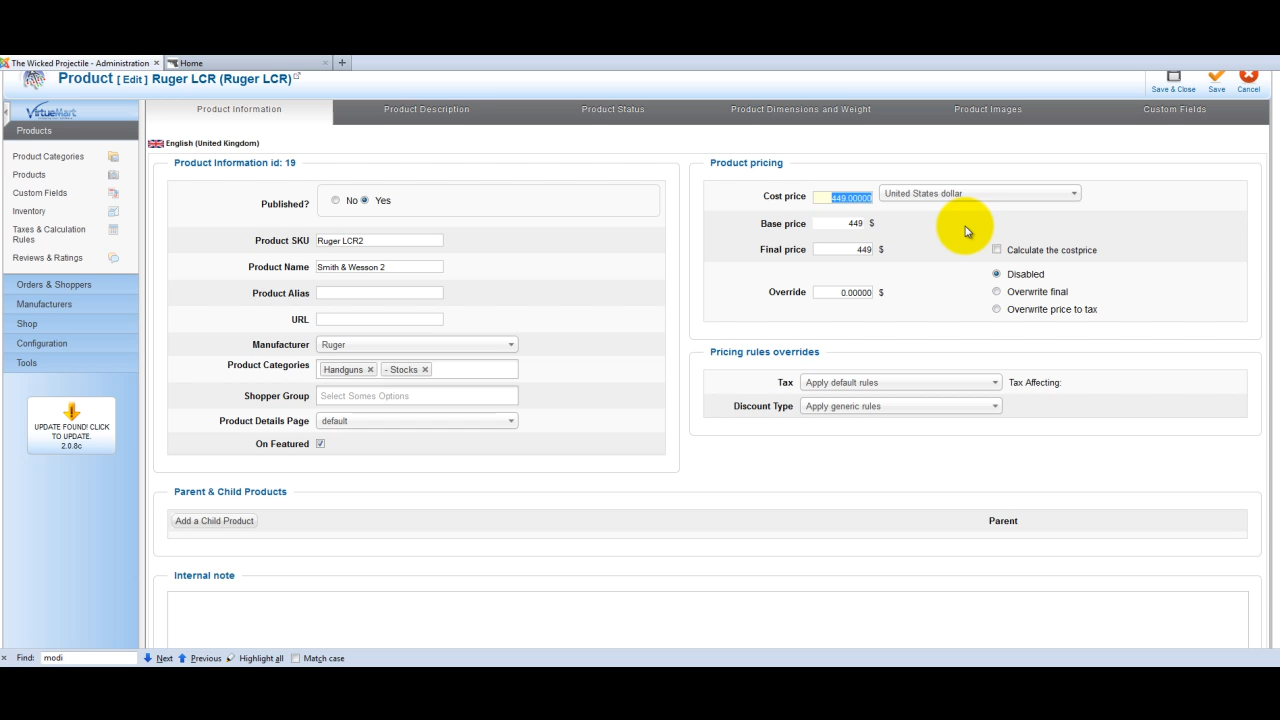 The Wicked Projectile - Administration × Home × +
Product [ Edit ] Ruger LCR (Ruger LCR)
Save & Close Save Cancel
VirtueMart
Products
Product Categories
Products
Custom Fields
Inventory
Taxes & Calculation
Rules
Reviews & Ratings
Orders & Shoppers
Manufacturers
Shop
Configuration
Tools
UPDATE FOUND! CLICK
TO UPDATE.
2.0.8c
Product Information Product Description Product Status Product Dimensions and Weight Product Images Custom Fields
English (United Kingdom)
Product Information id: 19
Published? No Yes
Product SKU Ruger LCR2
Product Name Smith & Wesson 2
Product Alias
URL
Manufacturer Ruger
Product Categories Handguns × - Stocks ×
Shopper Group Select Somes Options
Product Details Page default
On Featured
Product pricing
Cost price 449.00000 United States dollar
Base price 449 $
Final price 449 $ Calculate the costprice
Disabled
Override 0.00000 $ Overwrite final
Overwrite price to tax
Pricing rules overrides
Tax Apply default rules Tax Affecting:
Discount Type Apply generic rules
Parent & Child Products
Add a Child Product Parent
Internal note
× Find: modi Next Previous Highlight all Match case